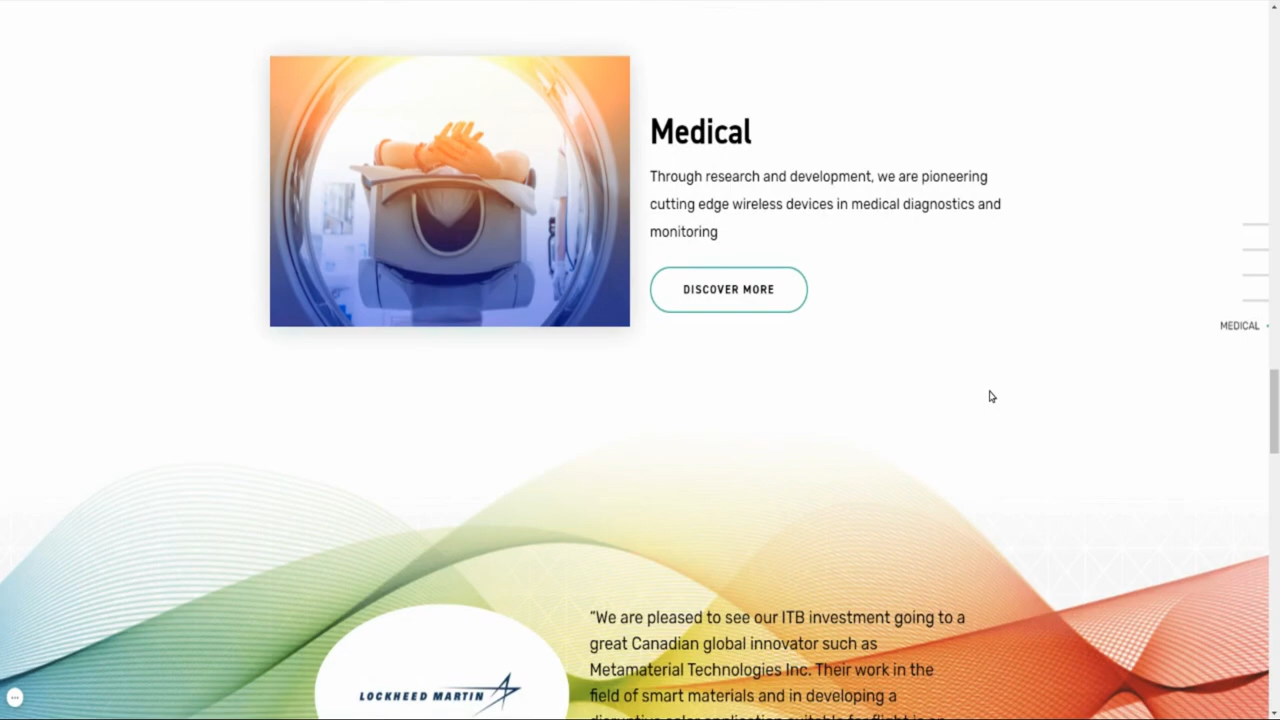 Medical
Through research and development, we are pioneering
cutting edge wireless devices in medical diagnostics and
monitoring
DISCOVER MORE
MEDICAL
“We are pleased to see our ITB investment going to a
great Canadian global innovator such as
Metamaterial Technologies Inc. Their work in the
field of smart materials and in developing a
LOCKHEED MARTIN